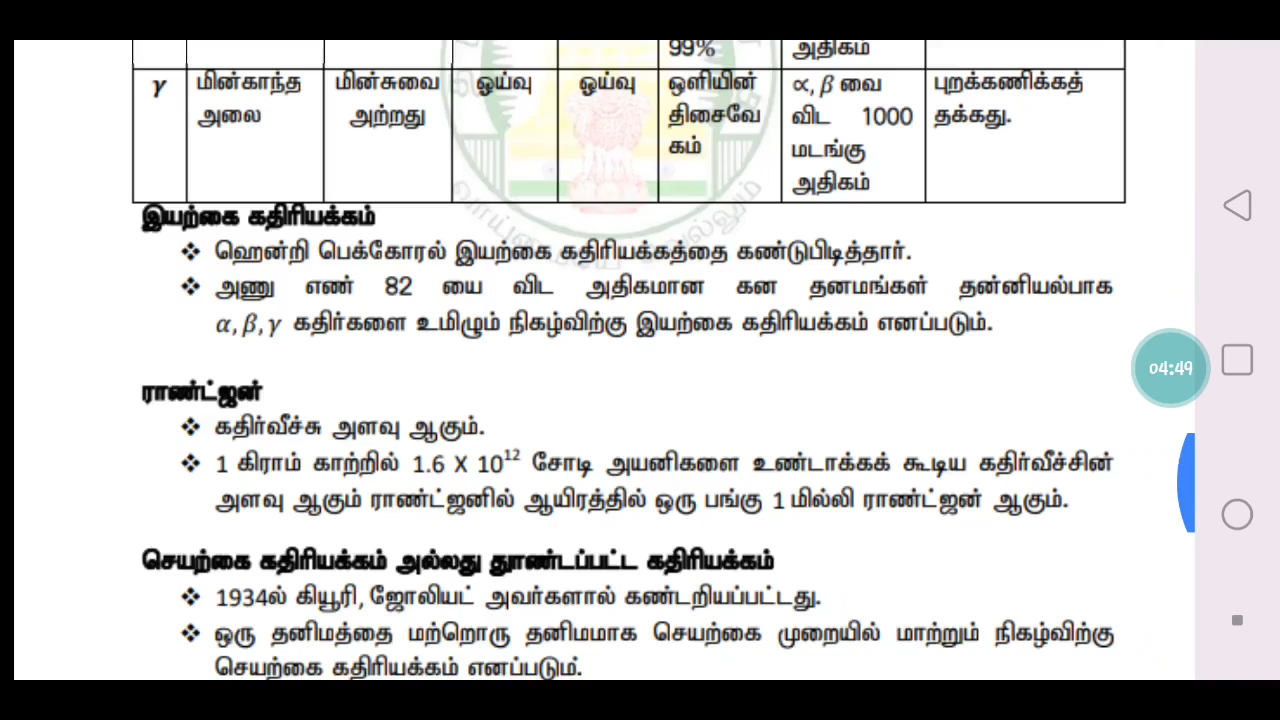 99%
அதிகம்
γ மின்காந்த மின்சுவை ஓய்வு ஓய்வு ஒளியின் ∝, β வை புறக்கணிக்கத்
அலை அற்றது திசைவே விட 1000 தக்கது.
கம் மடங்கு
அதிகம்
இயற்கை கதிரியக்கம்
❖ ஹென்றி பெக்கோரல் இயற்கை கதிரியக்கத்தை கண்டுபிடித்தார்.
❖ அணு எண் 82 யை விட அதிகமான கன தனமங்கள் தன்னியல்பாக
α, β, γ கதிர்களை உமிழும் நிகழ்விற்கு இயற்கை கதிரியக்கம் எனப்படும்.
ராண்ட்ஜன்
❖ கதிர்வீச்சு அளவு ஆகும்.
❖ 1 கிராம் காற்றில் 1.6 X 10¹² சோடி அயனிகளை உண்டாக்கக் கூடிய கதிர்வீச்சின்
அளவு ஆகும் ராண்ட்ஜனில் ஆயிரத்தில் ஒரு பங்கு 1 மில்லி ராண்ட்ஜன் ஆகும்.
04:49
செயற்கை கதிரியக்கம் அல்லது தூண்டப்பட்ட கதிரியக்கம்
❖ 1934ல் கியூரி, ஜோலியட் அவர்களால் கண்டறியப்பட்டது.
❖ ஒரு தனிமத்தை மற்றொரு தனிமமாக செயற்கை முறையில் மாற்றும் நிகழ்விற்கு
செயற்கை கதிரியக்கம் எனப்படும்.